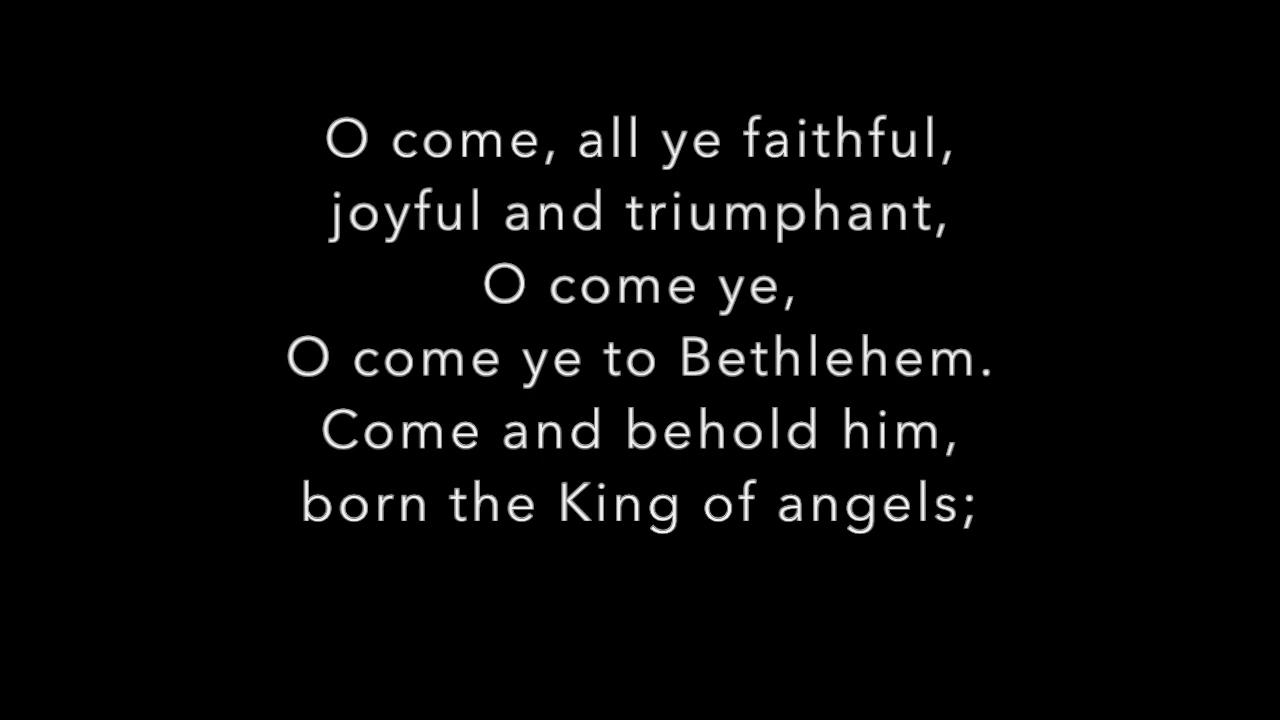 O come, all ye faithful,
joyful and triumphant,
O come ye,
O come ye to Bethlehem.
Come and behold him,
born the King of angels;